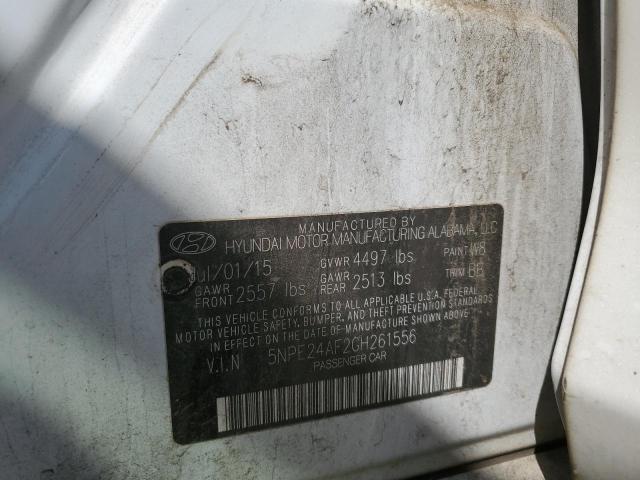 MANUFACTURED BY
HYUNDAI MOTOR MANUFACTURING ALABAMA, LLC
Jul/01/15 GVWR 4497 lbs PAINT W8
GAWR FRONT 2557 lbs GAWR REAR 2513 lbs TRIM
THIS VEHICLE CONFORMS TO ALL APPLICABLE U.S.A. FEDERAL
MOTOR VEHICLE SAFETY, BUMPER, AND THEFT PREVENTION STANDARDS
IN EFFECT ON THE DATE OF MANUFACTURE SHOWN ABOVE.
V.I.N 5NPE24AF2GH261556
PASSENGER CAR